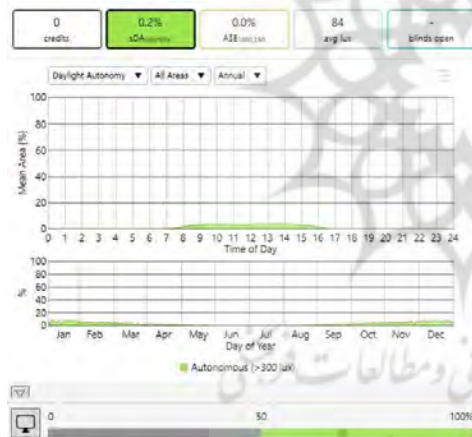 0 0.2% 0.0% 84 -
credits sDA ASE avg lux blinds open
Daylight Autonomy ▼ All Areas ▼ Annual ▼
100
80
60
40
20
0
Mean Area (%)
0 1 2 3 4 5 6 7 8 9 10 11 12 13 14 15 16 17 18 19 20 21 22 23 24
Time of Day
100
80
60
40
20
0
%
Jan Feb Mar Apr May Jun Jul Aug Sep Oct Nov Dec
Day of Year
Autonomous (>300 lux)
0 50 100%